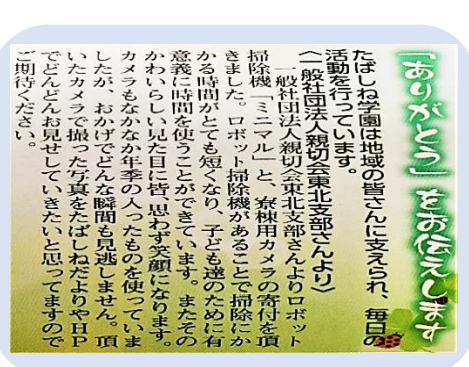 「ありがとう」をお伝えします
たばしね学園は地域の皆さんに支えられ、毎日の
活動を行っています。
〈一般社団法人親切会東北支部さんより〉
一般社団法人親切会東北支部さんよりロボット
掃除機「ミニマル」と、寮棟用カメラの寄付を頂
きました。ロボット掃除機があることで掃除にか
かる時間がとても短くなり、子ども達のために有
意義に時間を使うことができています。またその
かわいらしい見た目に皆、思わず笑顔になります。
カメラもなかなか年季の入ったものを使っていま
したが、おかげでどんな瞬間も見逃しません。頂
いたカメラで撮った写真をたばしねだよりやHP
でどんどんお見せしていきたいと思ってますので
ご期待ください。